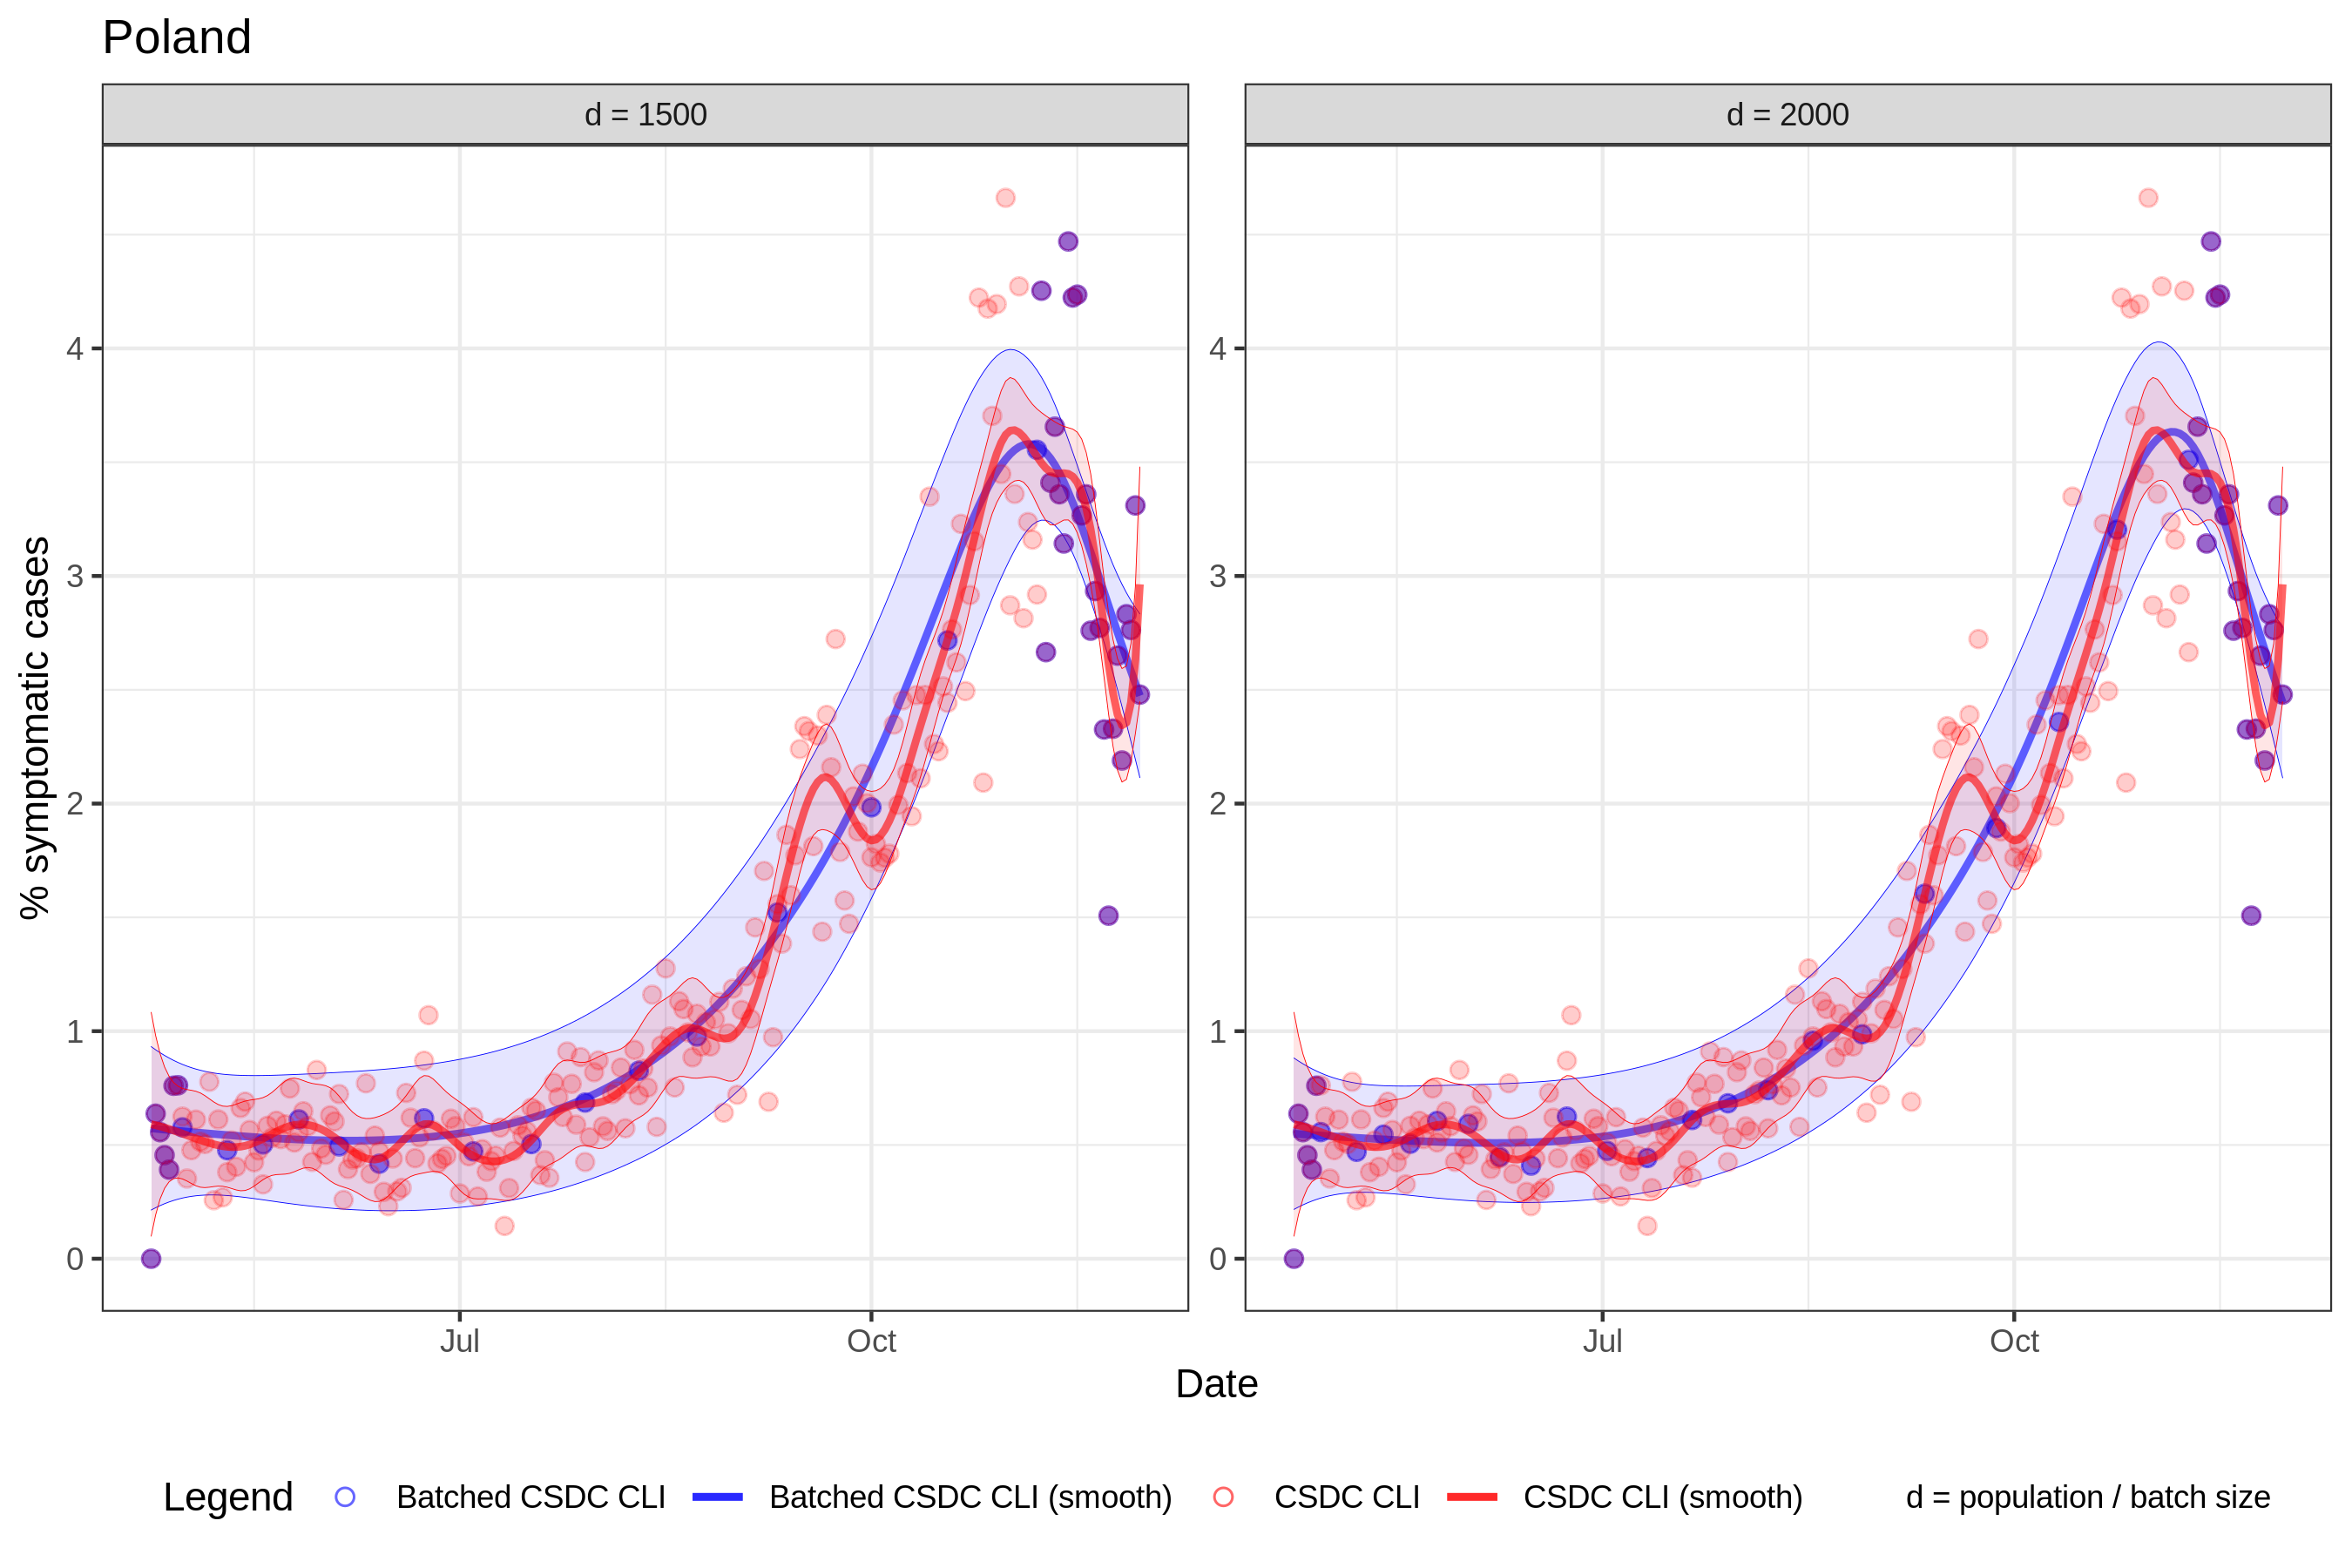 Poland
d = 1500
d = 2000
% symptomatic cases
4
3
2
1
0
4
3
2
1
0
Jul
Oct
Jul
Oct
Date
Legend
Batched CSDC CLI
Batched CSDC CLI (smooth)
CSDC CLI
CSDC CLI (smooth)
d = population / batch size